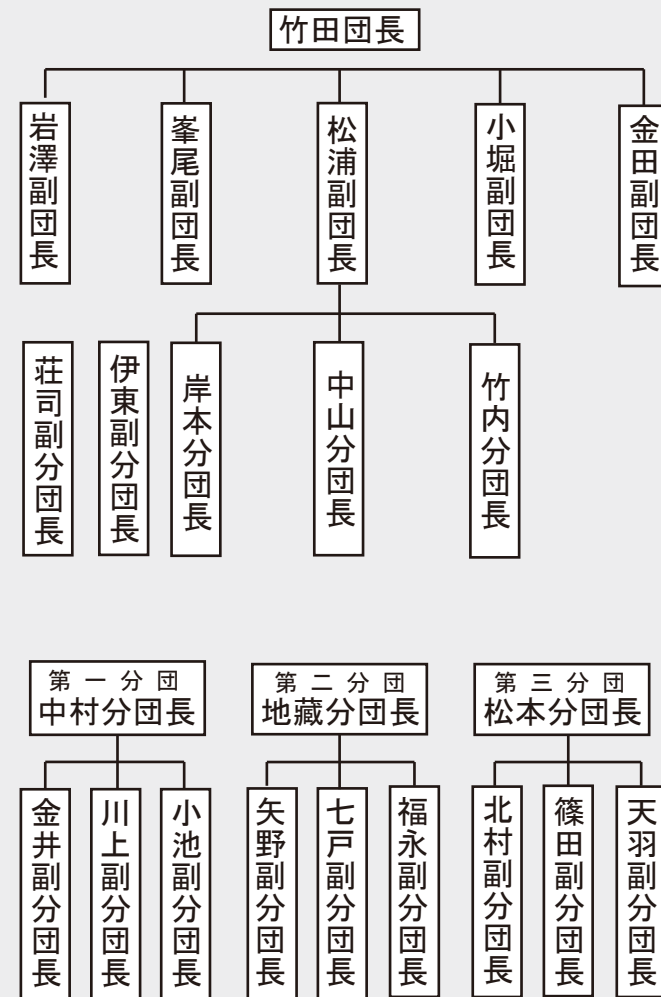 竹田団長
岩澤副団長
峯尾副団長
松浦副団長
小堀副団長
金田副団長
荘司副分団長
伊東副分団長
岸本分団長
中山分団長
竹内分団長
第一分団
中村分団長
第二分団
地藏分団長
第三分団
松本分団長
金井副分団長
川上副分団長
小池副分団長
矢野副分団長
七戸副分団長
福永副分団長
北村副分団長
篠田副分団長
天羽副分団長